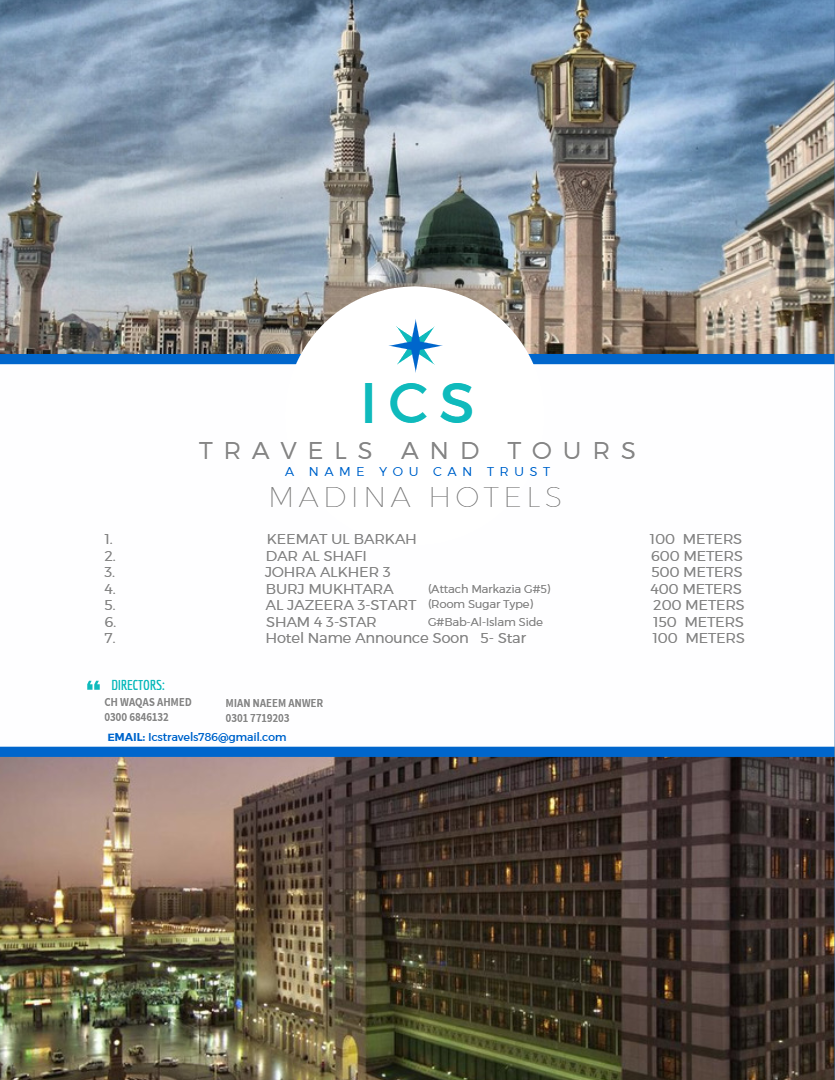 ICS
TRAVELS AND TOURS
A NAME YOU CAN TRUST
MADINA HOTELS
1. KEEMAT UL BARKAH 100 METERS
2. DAR AL SHAFI 600 METERS
3. JOHRA ALKHER 3 500 METERS
4. BURJ MUKHTARA (Attach Markazia G#5) 400 METERS
5. AL JAZEERA 3-START (Room Sugar Type) 200 METERS
6. SHAM 4 3-STAR G#Bab-Al-Islam Side 150 METERS
7. Hotel Name Announce Soon 5- Star 100 METERS
❝ DIRECTORS:
CH WAQAS AHMED MIAN NAEEM ANWER
0300 6846132 0301 7719203
EMAIL: Icstravels786@gmail.com